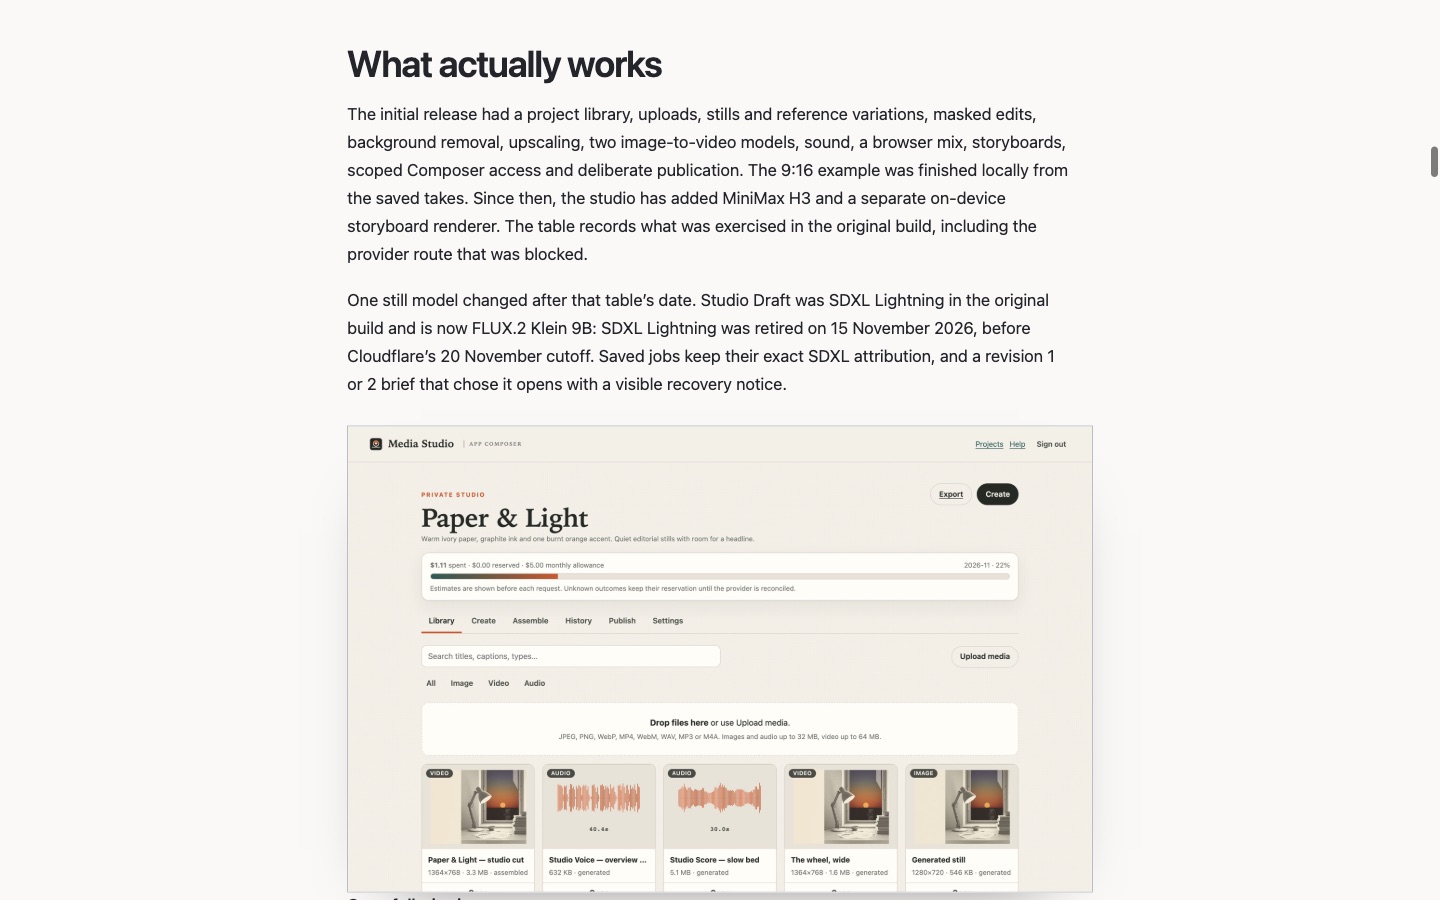 What actually works
The initial release had a project library, uploads, stills and reference variations, masked edits,
background removal, upscaling, two image-to-video models, sound, a browser mix, storyboards,
scoped Composer access and deliberate publication. The 9:16 example was finished locally from
the saved takes. Since then, the studio has added MiniMax H3 and a separate on-device
storyboard renderer. The table records what was exercised in the original build, including the
provider route that was blocked.
One still model changed after that table’s date. Studio Draft was SDXL Lightning in the original
build and is now FLUX.2 Klein 9B: SDXL Lightning was retired on 15 November 2026, before
Cloudflare’s 20 November cutoff. Saved jobs keep their exact SDXL attribution, and a revision 1
or 2 brief that chose it opens with a visible recovery notice.
Media Studio | APP COMPOSER Projects Help Sign out
PRIVATE STUDIO
Export Create
Paper & Light
Warm ivory paper, graphite ink and one burnt orange accent. Quiet editorial stills with room for a headline.
$1.11 spent · $0.00 reserved · $5.00 monthly allowance 2026-11 · 22%
Estimates are shown before each request. Unknown outcomes keep their reservation until the provider is reconciled.
Library Create Assemble History Publish Settings
Search titles, captions, types... Upload media
All Image Video Audio
Drop files here or use Upload media.
JPEG, PNG, WebP, MP4, WebM, WAV, MP3 or M4A. Images and audio up to 32 MB, video up to 64 MB.
VIDEO AUDIO AUDIO VIDEO IMAGE
40.4s 30.0s
Paper & Light — studio cut Studio Voice — overview ... Studio Score — slow bed The wheel, wide Generated still
1364×768 · 3.3 MB · assembled 632 KB · generated 5.1 MB · generated 1364×768 · 1.6 MB · generated 1280×720 · 546 KB · generated